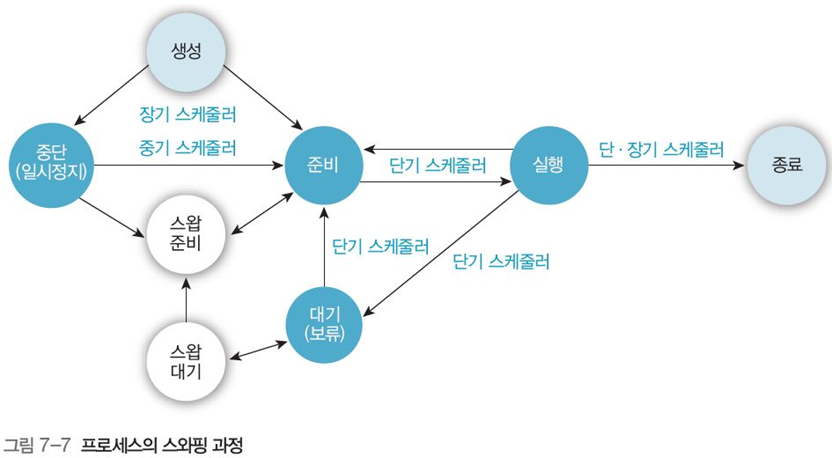 생성
장기 스케줄러
중기 스케줄러
중단
(일시정지)
준비
단기 스케줄러
실행
단·장기 스케줄러
종료
스왑
준비
단기 스케줄러
단기 스케줄러
대기
(보류)
스왑
대기
그림 7-7 프로세스의 스와핑 과정